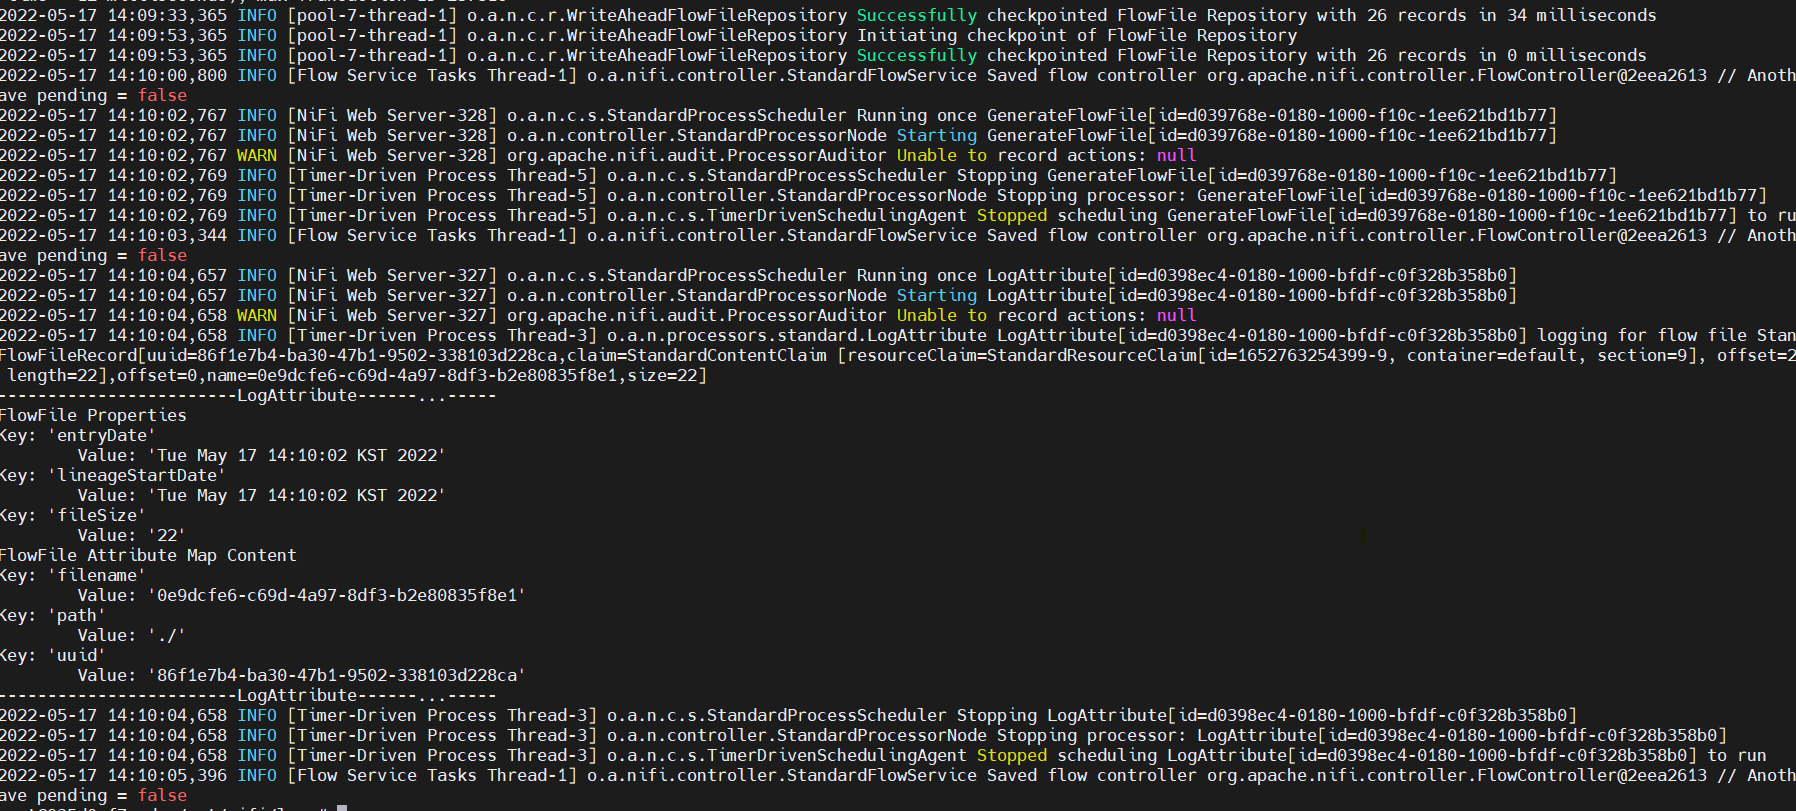 2022-05-17 14:09:33,365 INFO [pool-7-thread-1] o.a.n.c.r.WriteAheadFlowFileRepository Successfully checkpointed FlowFile Repository with 26 records in 34 milliseconds
2022-05-17 14:09:53,365 INFO [pool-7-thread-1] o.a.n.c.r.WriteAheadFlowFileRepository Initiating checkpoint of FlowFile Repository
2022-05-17 14:09:53,365 INFO [pool-7-thread-1] o.a.n.c.r.WriteAheadFlowFileRepository Successfully checkpointed FlowFile Repository with 26 records in 0 milliseconds
2022-05-17 14:10:00,800 INFO [Flow Service Tasks Thread-1] o.a.nifi.controller.StandardFlowService Saved flow controller org.apache.nifi.controller.FlowController@2eea2613 // Anoth
ave pending = false
2022-05-17 14:10:02,767 INFO [NiFi Web Server-328] o.a.n.c.s.StandardProcessScheduler Running once GenerateFlowFile[id=d039768e-0180-1000-f10c-1ee621bd1b77]
2022-05-17 14:10:02,767 INFO [NiFi Web Server-328] o.a.n.controller.StandardProcessorNode Starting GenerateFlowFile[id=d039768e-0180-1000-f10c-1ee621bd1b77]
2022-05-17 14:10:02,767 WARN [NiFi Web Server-328] org.apache.nifi.audit.ProcessorAuditor Unable to record actions: null
2022-05-17 14:10:02,769 INFO [Timer-Driven Process Thread-5] o.a.n.c.s.StandardProcessScheduler Stopping GenerateFlowFile[id=d039768e-0180-1000-f10c-1ee621bd1b77]
2022-05-17 14:10:02,769 INFO [Timer-Driven Process Thread-5] o.a.n.controller.StandardProcessorNode Stopping processor: GenerateFlowFile[id=d039768e-0180-1000-f10c-1ee621bd1b77]
2022-05-17 14:10:02,769 INFO [Timer-Driven Process Thread-5] o.a.n.c.s.TimerDrivenSchedulingAgent Stopped scheduling GenerateFlowFile[id=d039768e-0180-1000-f10c-1ee621bd1b77] to ru
2022-05-17 14:10:03,344 INFO [Flow Service Tasks Thread-1] o.a.nifi.controller.StandardFlowService Saved flow controller org.apache.nifi.controller.FlowController@2eea2613 // Anoth
ave pending = false
2022-05-17 14:10:04,657 INFO [NiFi Web Server-327] o.a.n.c.s.StandardProcessScheduler Running once LogAttribute[id=d0398ec4-0180-1000-bfdf-c0f328b358b0]
2022-05-17 14:10:04,657 INFO [NiFi Web Server-327] o.a.n.controller.StandardProcessorNode Starting LogAttribute[id=d0398ec4-0180-1000-bfdf-c0f328b358b0]
2022-05-17 14:10:04,658 WARN [NiFi Web Server-327] org.apache.nifi.audit.ProcessorAuditor Unable to record actions: null
2022-05-17 14:10:04,658 INFO [Timer-Driven Process Thread-3] o.a.n.processors.standard.LogAttribute LogAttribute[id=d0398ec4-0180-1000-bfdf-c0f328b358b0] logging for flow file Stan
FlowFileRecord[uuid=86f1e7b4-ba30-47b1-9502-338103d228ca,claim=StandardContentClaim [resourceClaim=StandardResourceClaim[id=1652763254399-9, container=default, section=9], offset=2
length=22],offset=0,name=0e9dcfe6-c69d-4a97-8df3-b2e80835f8e1,size=22]
------------------------LogAttribute------...-----
FlowFile Properties
Key: 'entryDate'
Value: 'Tue May 17 14:10:02 KST 2022'
Key: 'lineageStartDate'
Value: 'Tue May 17 14:10:02 KST 2022'
Key: 'fileSize'
Value: '22'
FlowFile Attribute Map Content
Key: 'filename'
Value: '0e9dcfe6-c69d-4a97-8df3-b2e80835f8e1'
Key: 'path'
Value: './'
Key: 'uuid'
Value: '86f1e7b4-ba30-47b1-9502-338103d228ca'
------------------------LogAttribute------...-----
2022-05-17 14:10:04,658 INFO [Timer-Driven Process Thread-3] o.a.n.c.s.StandardProcessScheduler Stopping LogAttribute[id=d0398ec4-0180-1000-bfdf-c0f328b358b0]
2022-05-17 14:10:04,658 INFO [Timer-Driven Process Thread-3] o.a.n.controller.StandardProcessorNode Stopping processor: LogAttribute[id=d0398ec4-0180-1000-bfdf-c0f328b358b0]
2022-05-17 14:10:04,658 INFO [Timer-Driven Process Thread-3] o.a.n.c.s.TimerDrivenSchedulingAgent Stopped scheduling LogAttribute[id=d0398ec4-0180-1000-bfdf-c0f328b358b0] to run
2022-05-17 14:10:05,396 INFO [Flow Service Tasks Thread-1] o.a.nifi.controller.StandardFlowService Saved flow controller org.apache.nifi.controller.FlowController@2eea2613 // Anoth
ave pending = false